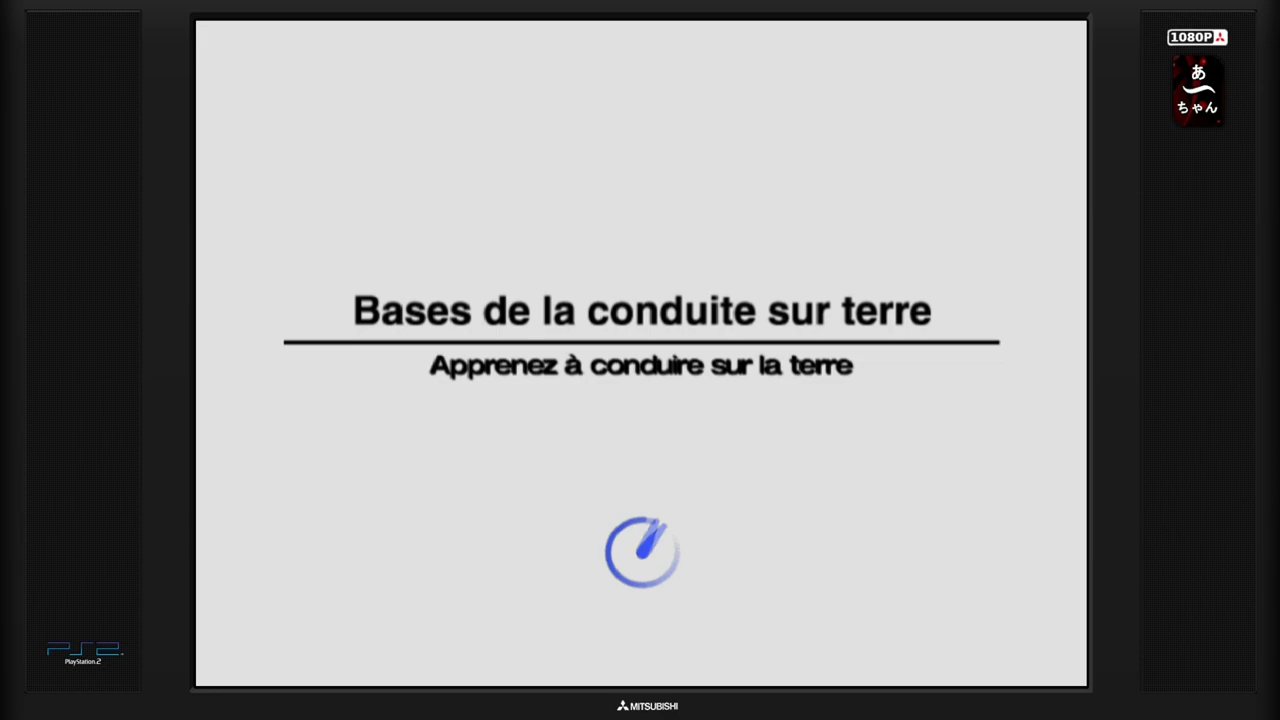 1080P
あ
ー
ちゃん
Bases de la conduite sur terre
Apprenez à conduire sur la terre
PS2
PlayStation.2
MITSUBISHI